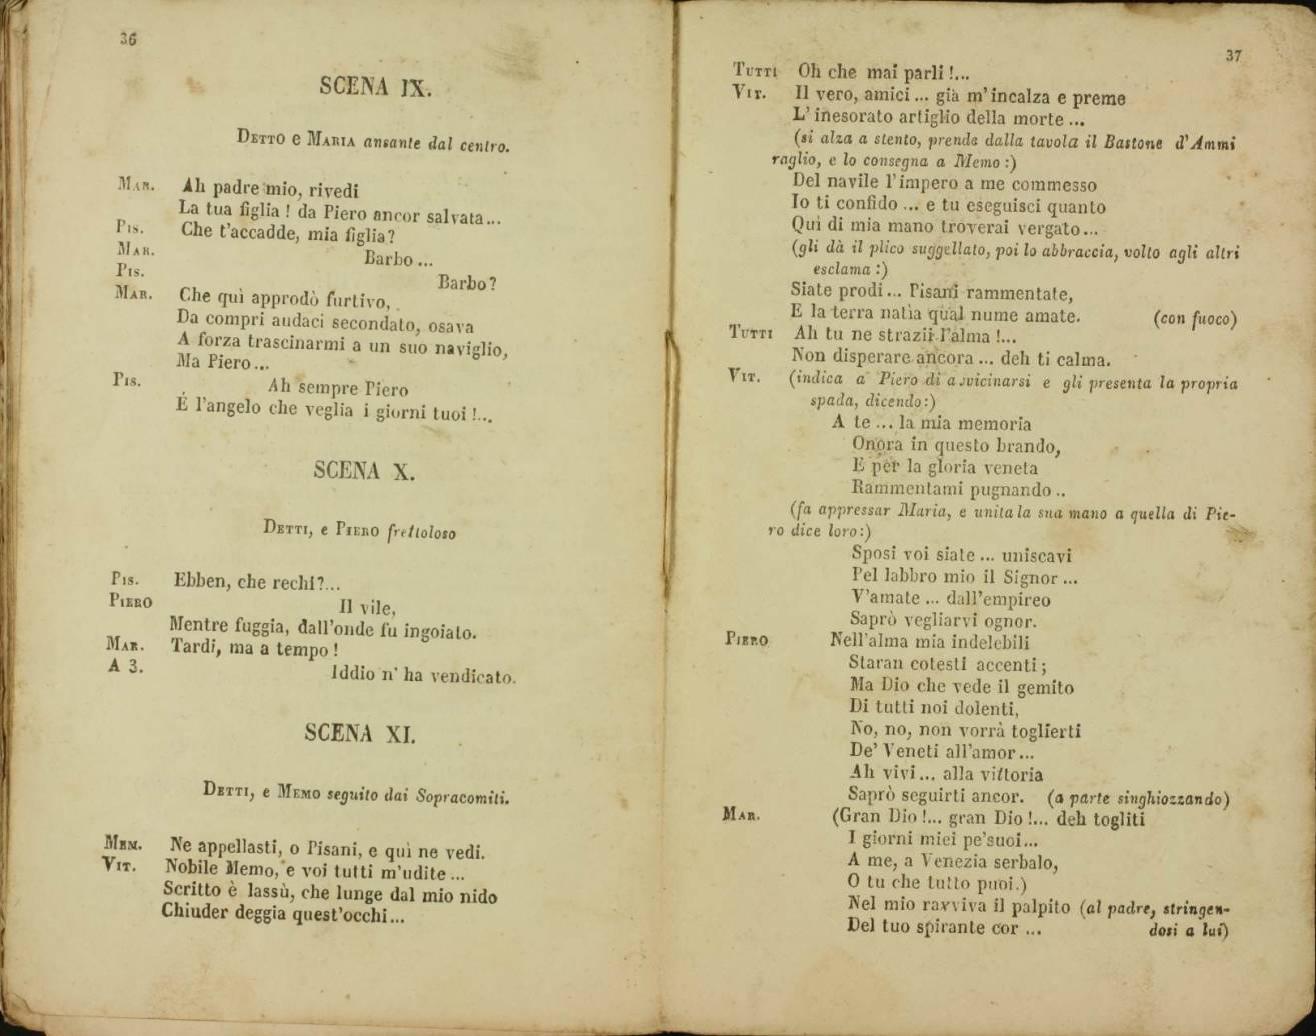 36
SCENA IX.
DETTO e MARIA ansante dal centro.
MAR. Ah padre mio, rivedi
La tua figlia ! da Piero ancor salvata...
PIS. Che t'accadde, mia figlia?
MAR. Barbo ...
PIS. Barbo?
MAR. Che quì approdò furtivo,
Da compri audaci secondato, osava
A forza trascinarmi a un suo naviglio,
Ma Piero...
PIS. Ah sempre Piero
È l'angelo che veglia i giorni tuoi !...
SCENA X.
DETTI, e PIERO frettoloso
PIS. Ebben, che rechi?...
PIERO Il vile,
Mentre fuggia, dall'onde fu ingoiato.
MAR. Tardi, ma a tempo !
A 3. Iddio n' ha vendicato.
SCENA XI.
DETTI, e MEMO seguito dai Sopracomiti.
MEM. Ne appellasti, o Pisani, e quì ne vedi.
VIT. Nobile Memo, e voi tutti m'udite ...
Scritto è lassù, che lunge dal mio nido
Chiuder deggia quest'occhi...
37
TUTTI Oh che mai parli !...
VIT. Il vero, amici ... già m'incalza e preme
L' inesorato artiglio della morte ...
(si alza a stento, prende dalla tavola il Bastone d'Ammi
raglio, e lo consegna a Memo :)
Del navile l'impero a me commesso
Io ti confido ... e tu eseguisci quanto
Quì di mia mano troverai vergato...
(gli dà il plico suggellato, poi lo abbraccia, volto agli altri
esclama :)
Siate prodi... Pisani rammentate,
E la terra natìa qual nume amate. (con fuoco)
TUTTI Ah tu ne strazii l'alma !...
Non disperare ancora ... deh ti calma.
VIT. (indica a Piero di avvicinarsi e gli presenta la propria
spada, dicendo:)
A te ... la mia memoria
Onora in questo brando,
E per la gloria veneta
Rammentami pugnando ..
(fa appressar Maria, e unita la sua mano a quella di Pie-
ro dice loro:)
Sposi voi siate ... uniscavi
Pel labbro mio il Signor ...
V'amate ... dall'empireo
Saprò vegliarvi ognor.
PIERO Nell'alma mia indelebili
Staran cotesti accenti ;
Ma Dio che vede il gemito
Di tutti noi dolenti,
No, no, non vorrà toglierti
De' Veneti all'amor...
Ah vivi... alla vittoria
Saprò seguirti ancor. (a parte singhiozzando)
MAR. (Gran Dio !... gran Dio !... deh togliti
I giorni miei pe'suoi...
A me, a Venezia serbalo,
O tu che tutto puoi.)
Nel mio ravviva il palpito (al padre, stringen-
Del tuo spirante cor ... dosi a lui)